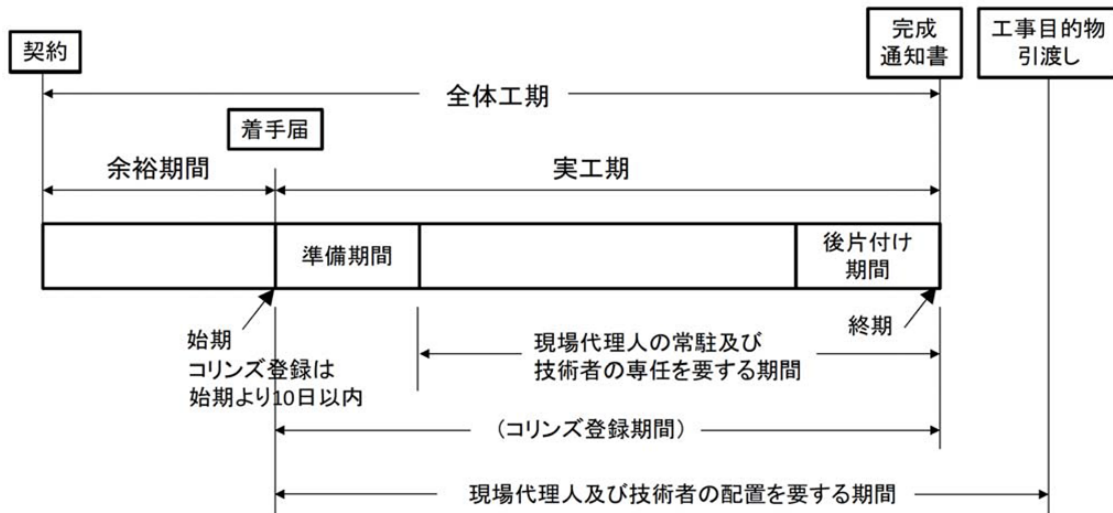 契約
完成
通知書
工事目的物
引渡し
全体工期
着手届
余裕期間
実工期
準備期間
後片付け
期間
始期
コリンズ登録は
始期より10日以内
終期
現場代理人の常駐及び
技術者の専任を要する期間
(コリンズ登録期間)
現場代理人及び技術者の配置を要する期間